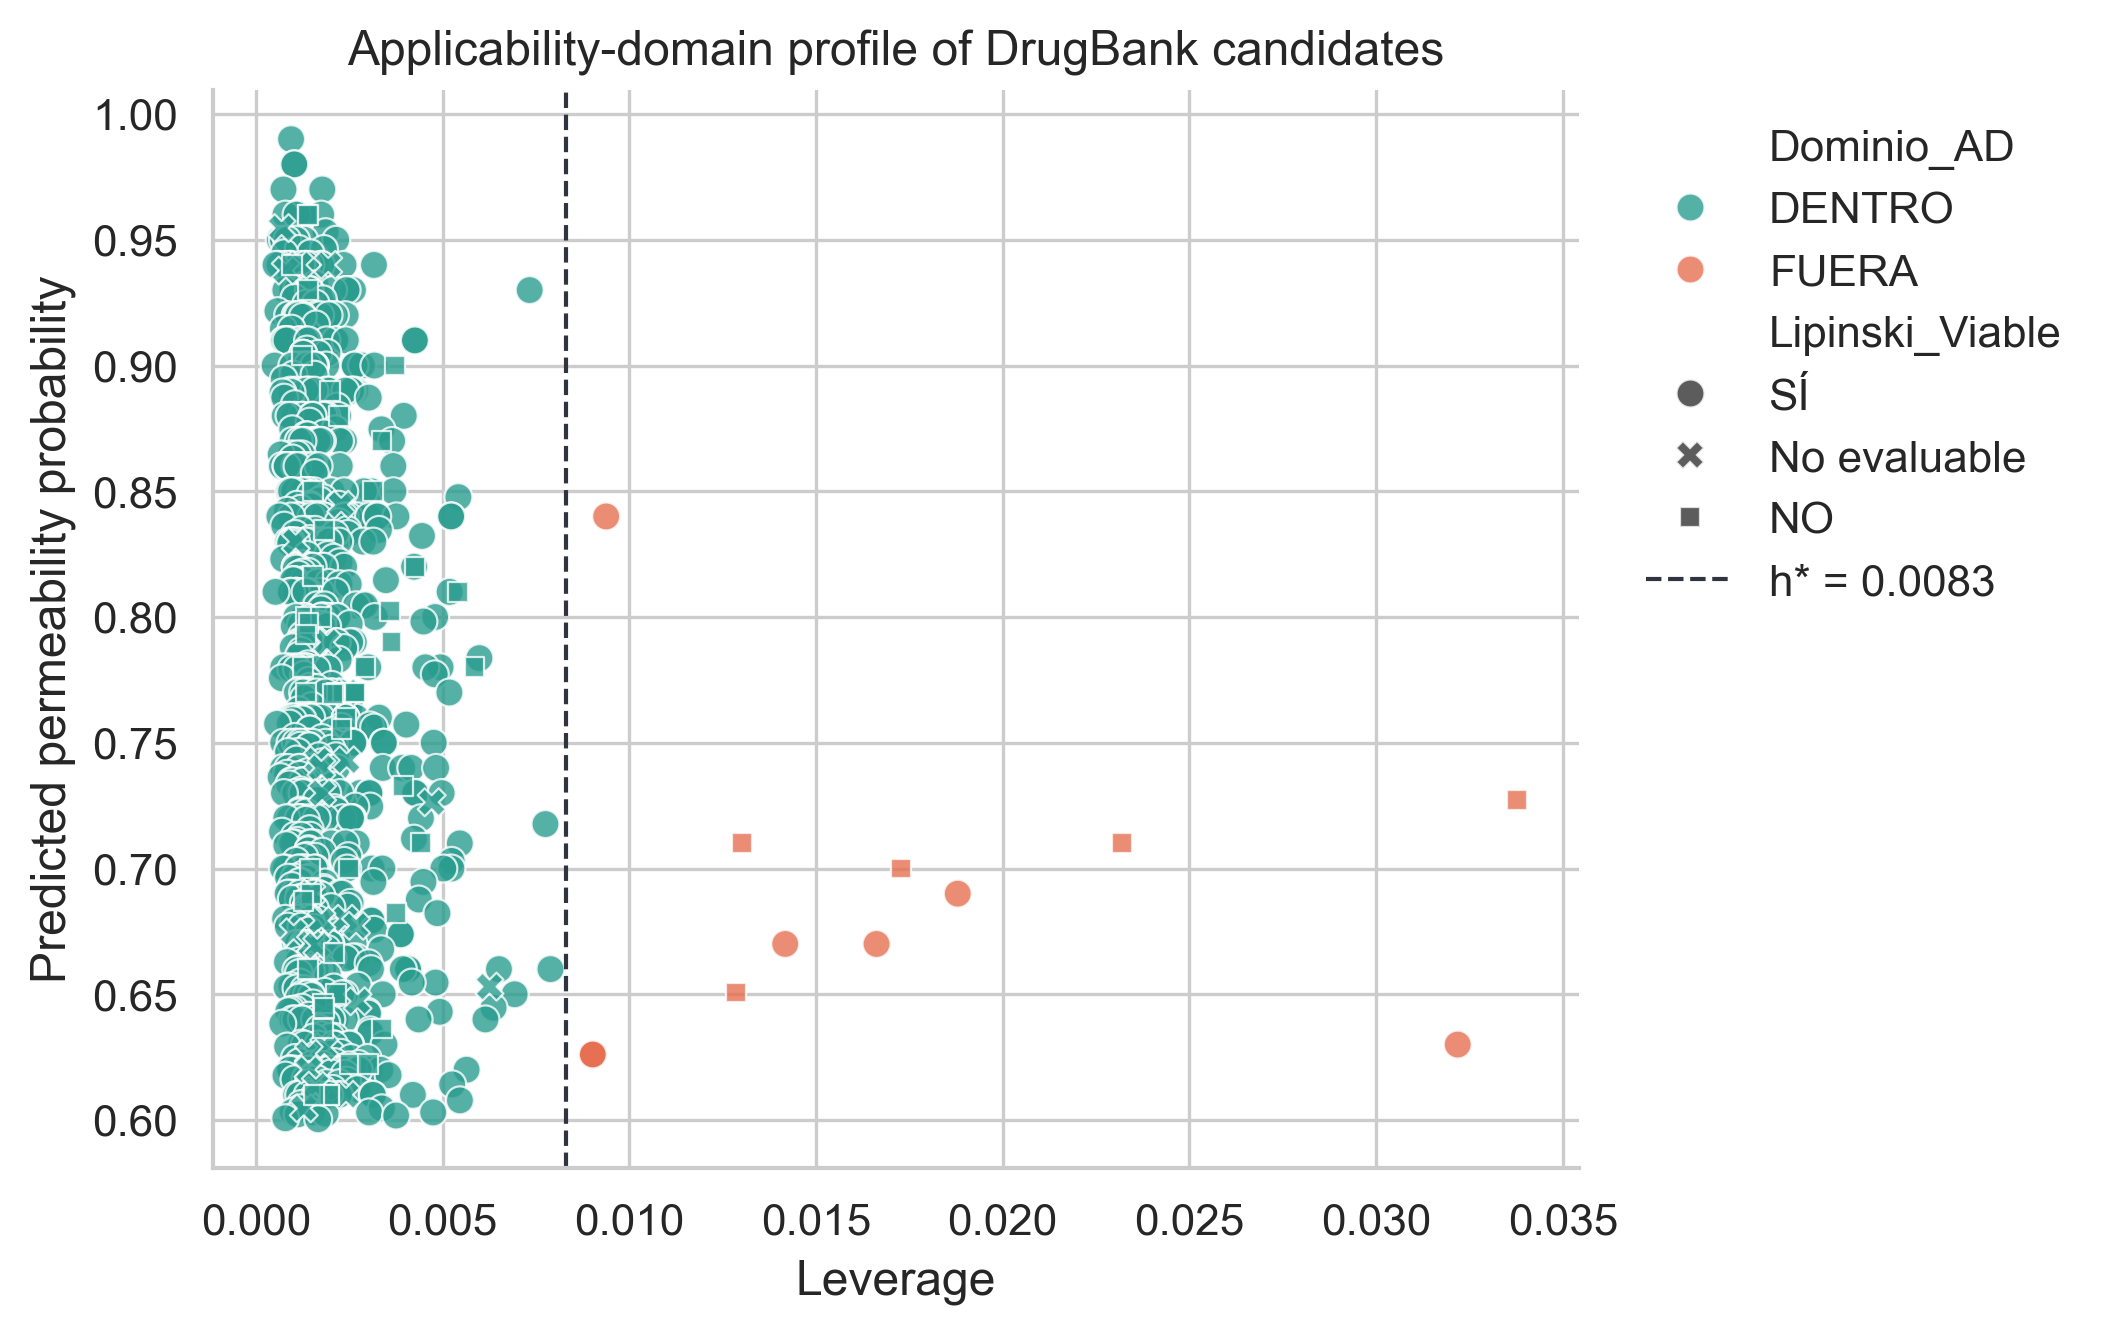 Applicability-domain profile of DrugBank candidates
Predicted permeability probability
1.00
0.95
0.90
0.85
0.80
0.75
0.70
0.65
0.60
0.000
0.005
0.010
0.015
0.020
0.025
0.030
0.035
Leverage
Dominio_AD
DENTRO
FUERA
Lipinski_Viable
SÍ
No evaluable
NO
h* = 0.0083